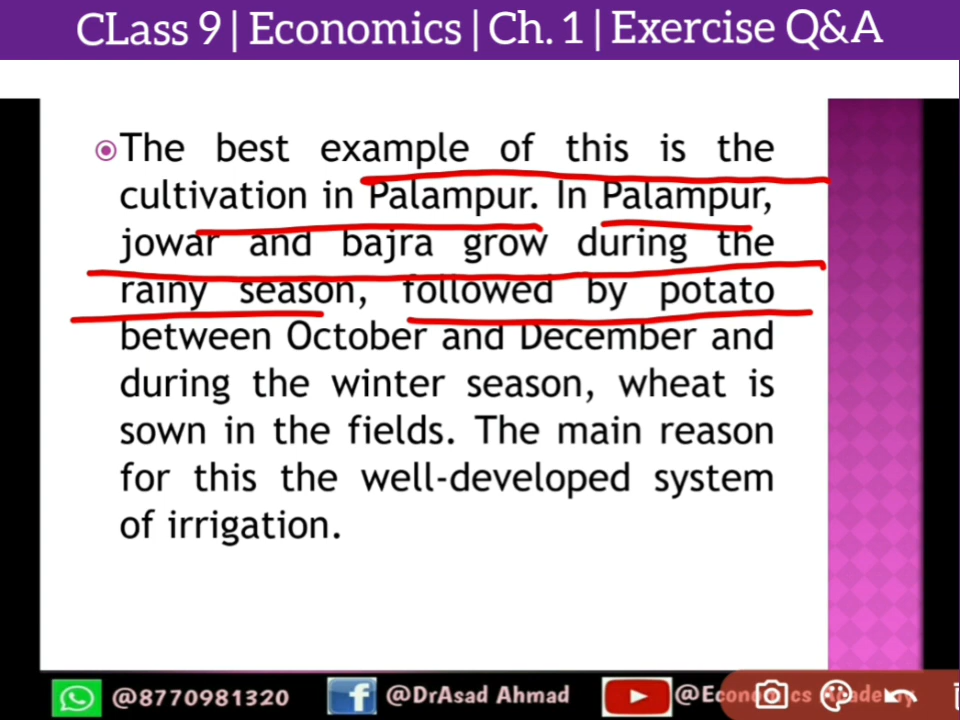 CLass 9 | Economics | Ch. 1 | Exercise Q&A
The best example of this is the
cultivation in Palampur. In Palampur,
jowar and bajra grow during the
rainy season, followed by potato
between October and December and
during the winter season, wheat is
sown in the fields. The main reason
for this the well-developed system
of irrigation.
@8770981320 @DrAsad Ahmad @Economics Academy